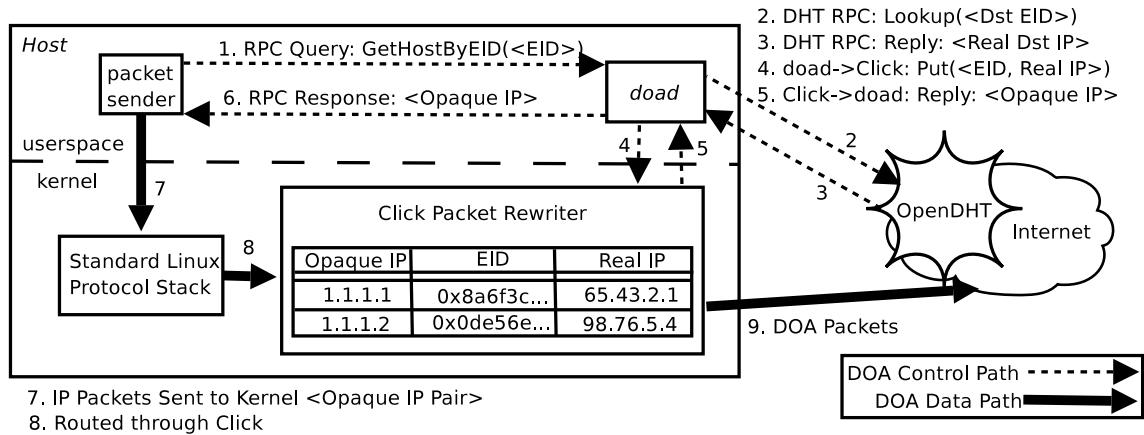 Host
1. RPC Query: GetHostByEID(<EID>)
packet
sender
6. RPC Response: <Opaque IP>
doad
2. DHT RPC: Lookup(<Dst EID>)
3. DHT RPC: Reply: <Real Dst IP>
4. doad->Click: Put(<EID, Real IP>)
5. Click->doad: Reply: <Opaque IP>
userspace
kernel
4
5
2
3
7
Click Packet Rewriter
OpenDHT
Internet
Standard Linux
Protocol Stack
8
Opaque IP EID Real IP
1.1.1.1 0x8a6f3c... 65.43.2.1
1.1.1.2 0x0de56e... 98.76.5.4
9. DOA Packets
7. IP Packets Sent to Kernel <Opaque IP Pair>
8. Routed through Click
DOA Control Path
DOA Data Path